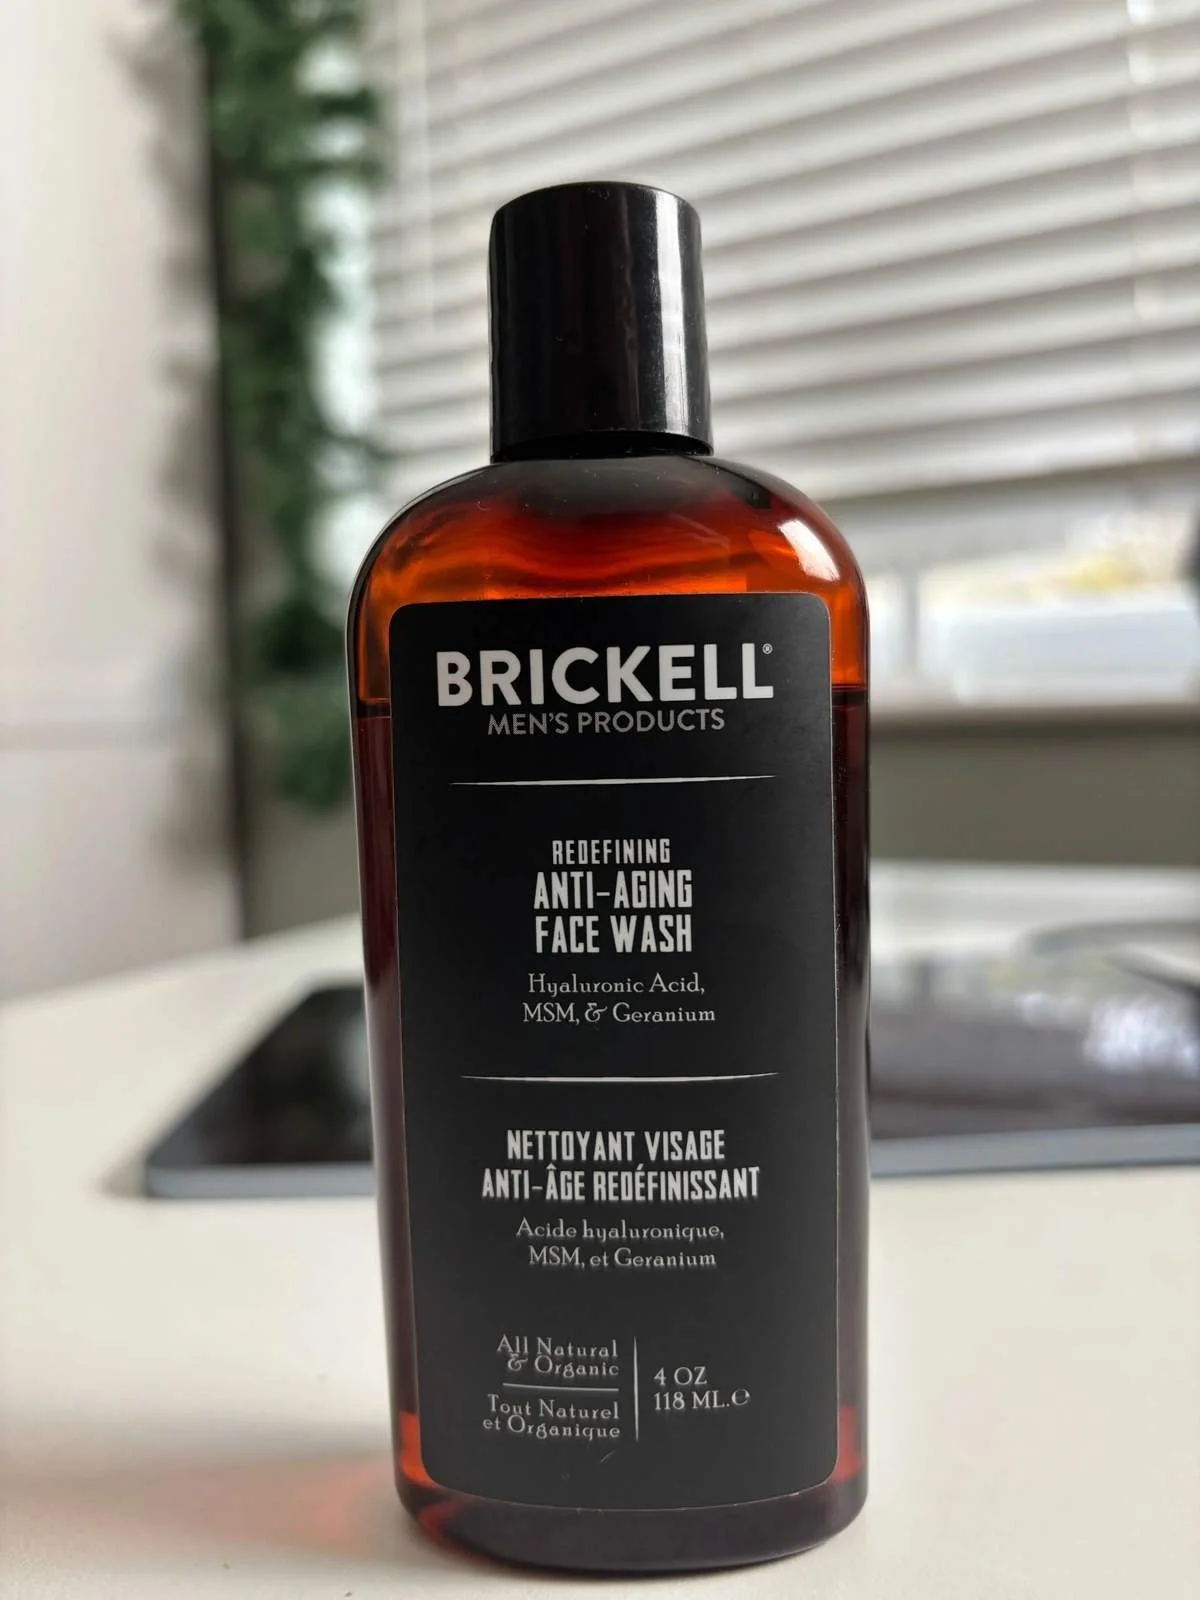 BRICKELL®
MEN'S PRODUCTS
REDEFINING
ANTI-AGING
FACE WASH
Hyaluronic Acid,
MSM, & Geranium
NETTOYANT VISAGE
ANTI-ÂGE REDÉFINISSANT
Acide hyaluronique,
MSM, et Geranium
All Natural
& Organic
Tout Naturel
et Organique
4 OZ
118 ML.℮